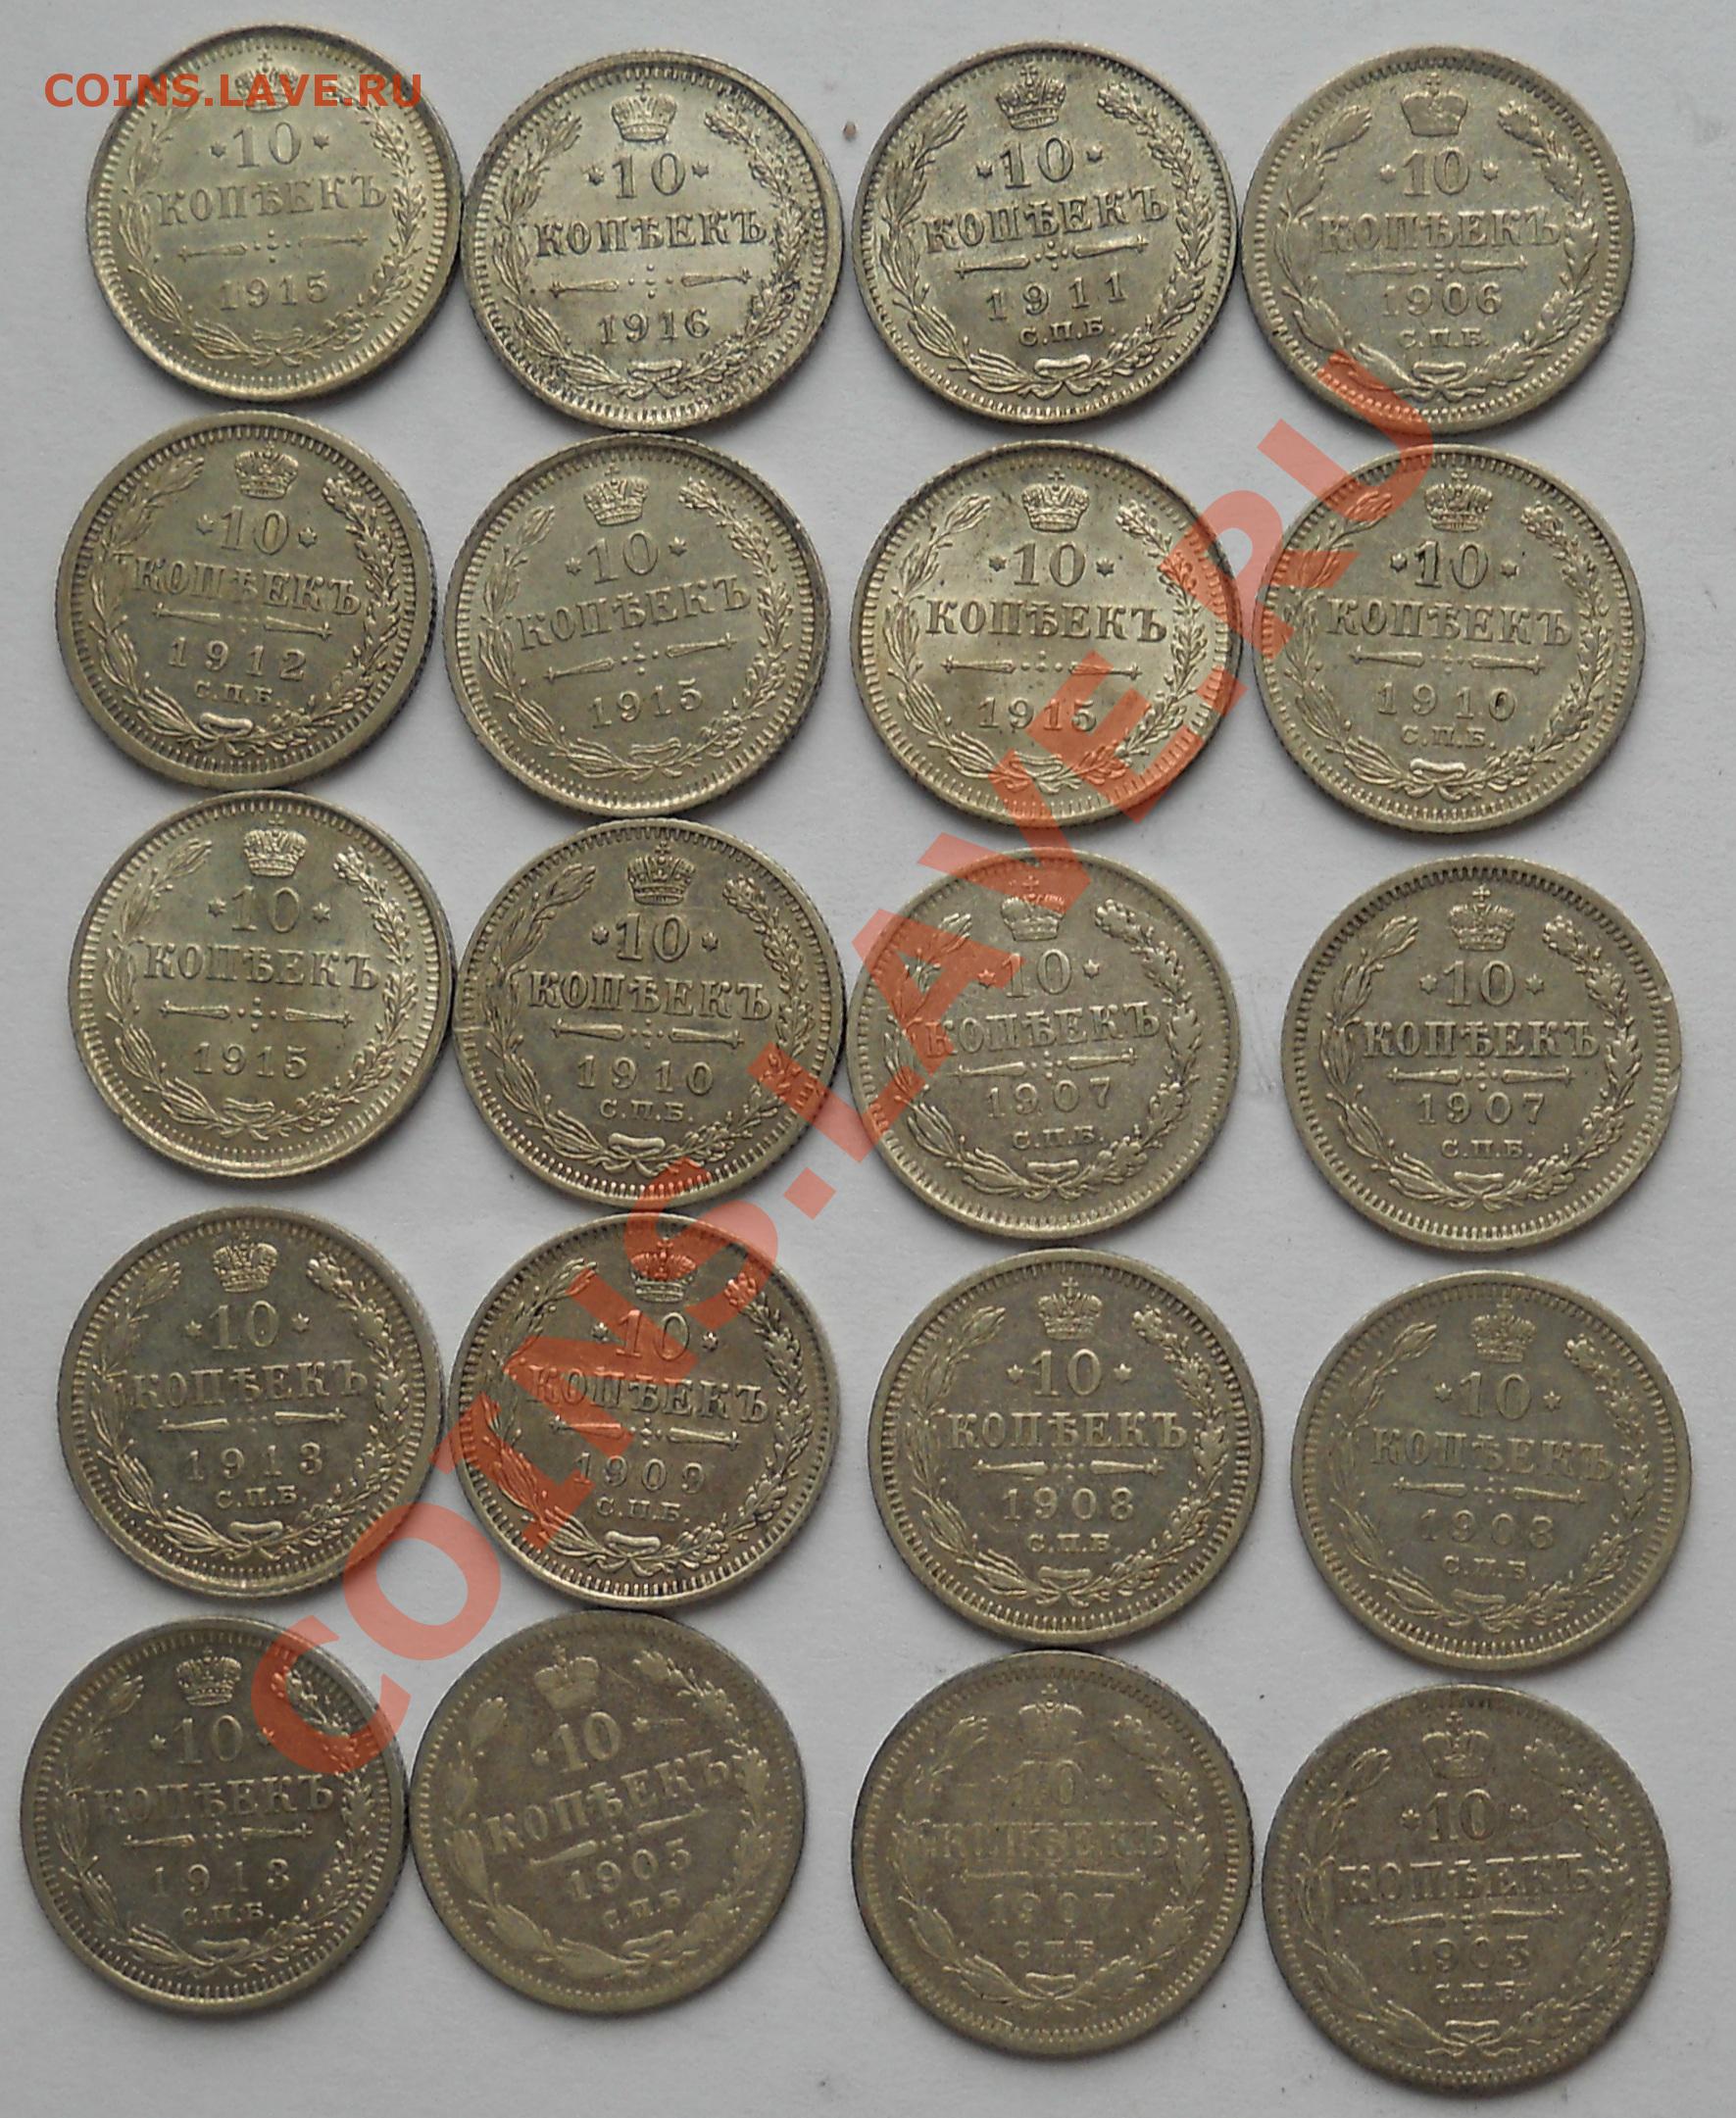 COINS.LAVE.RU
·10·
КОПѢЕКЪ
1915
*10*
КОПѢЕКЪ
1916
*10*
КОПѢЕКЪ
1911
С.П.Б.
*10*
КОПѢЕКЪ
1906
С.П.Б.
*10*
КОПѢЕКЪ
1912
С.П.Б.
*10*
КОПѢЕКЪ
1915
*10*
КОПѢЕКЪ
1915
*10*
КОПѢЕКЪ
1910
С.П.Б.
*10*
КОПѢЕКЪ
1915
*10*
КОПѢЕКЪ
1910
С.П.Б.
*10*
КОПѢЕКЪ
1907
С.П.Б.
*10*
КОПѢЕКЪ
1907
С.П.Б.
*10*
КОПѢЕКЪ
1913
С.П.Б.
*10*
КОПѢЕКЪ
1909
С.П.Б.
*10*
КОПѢЕКЪ
1908
С.П.Б.
*10*
КОПѢЕКЪ
С.П.Б.
*10*
КОПѢЕКЪ
1913
С.П.Б.
*10*
КОПѢЕКЪ
1905
С.П.Б.
10
1907
С.П.Б.
*10*
КОПѢЕКЪ
1903
С.П.Б.
COINS.LAVE.RU